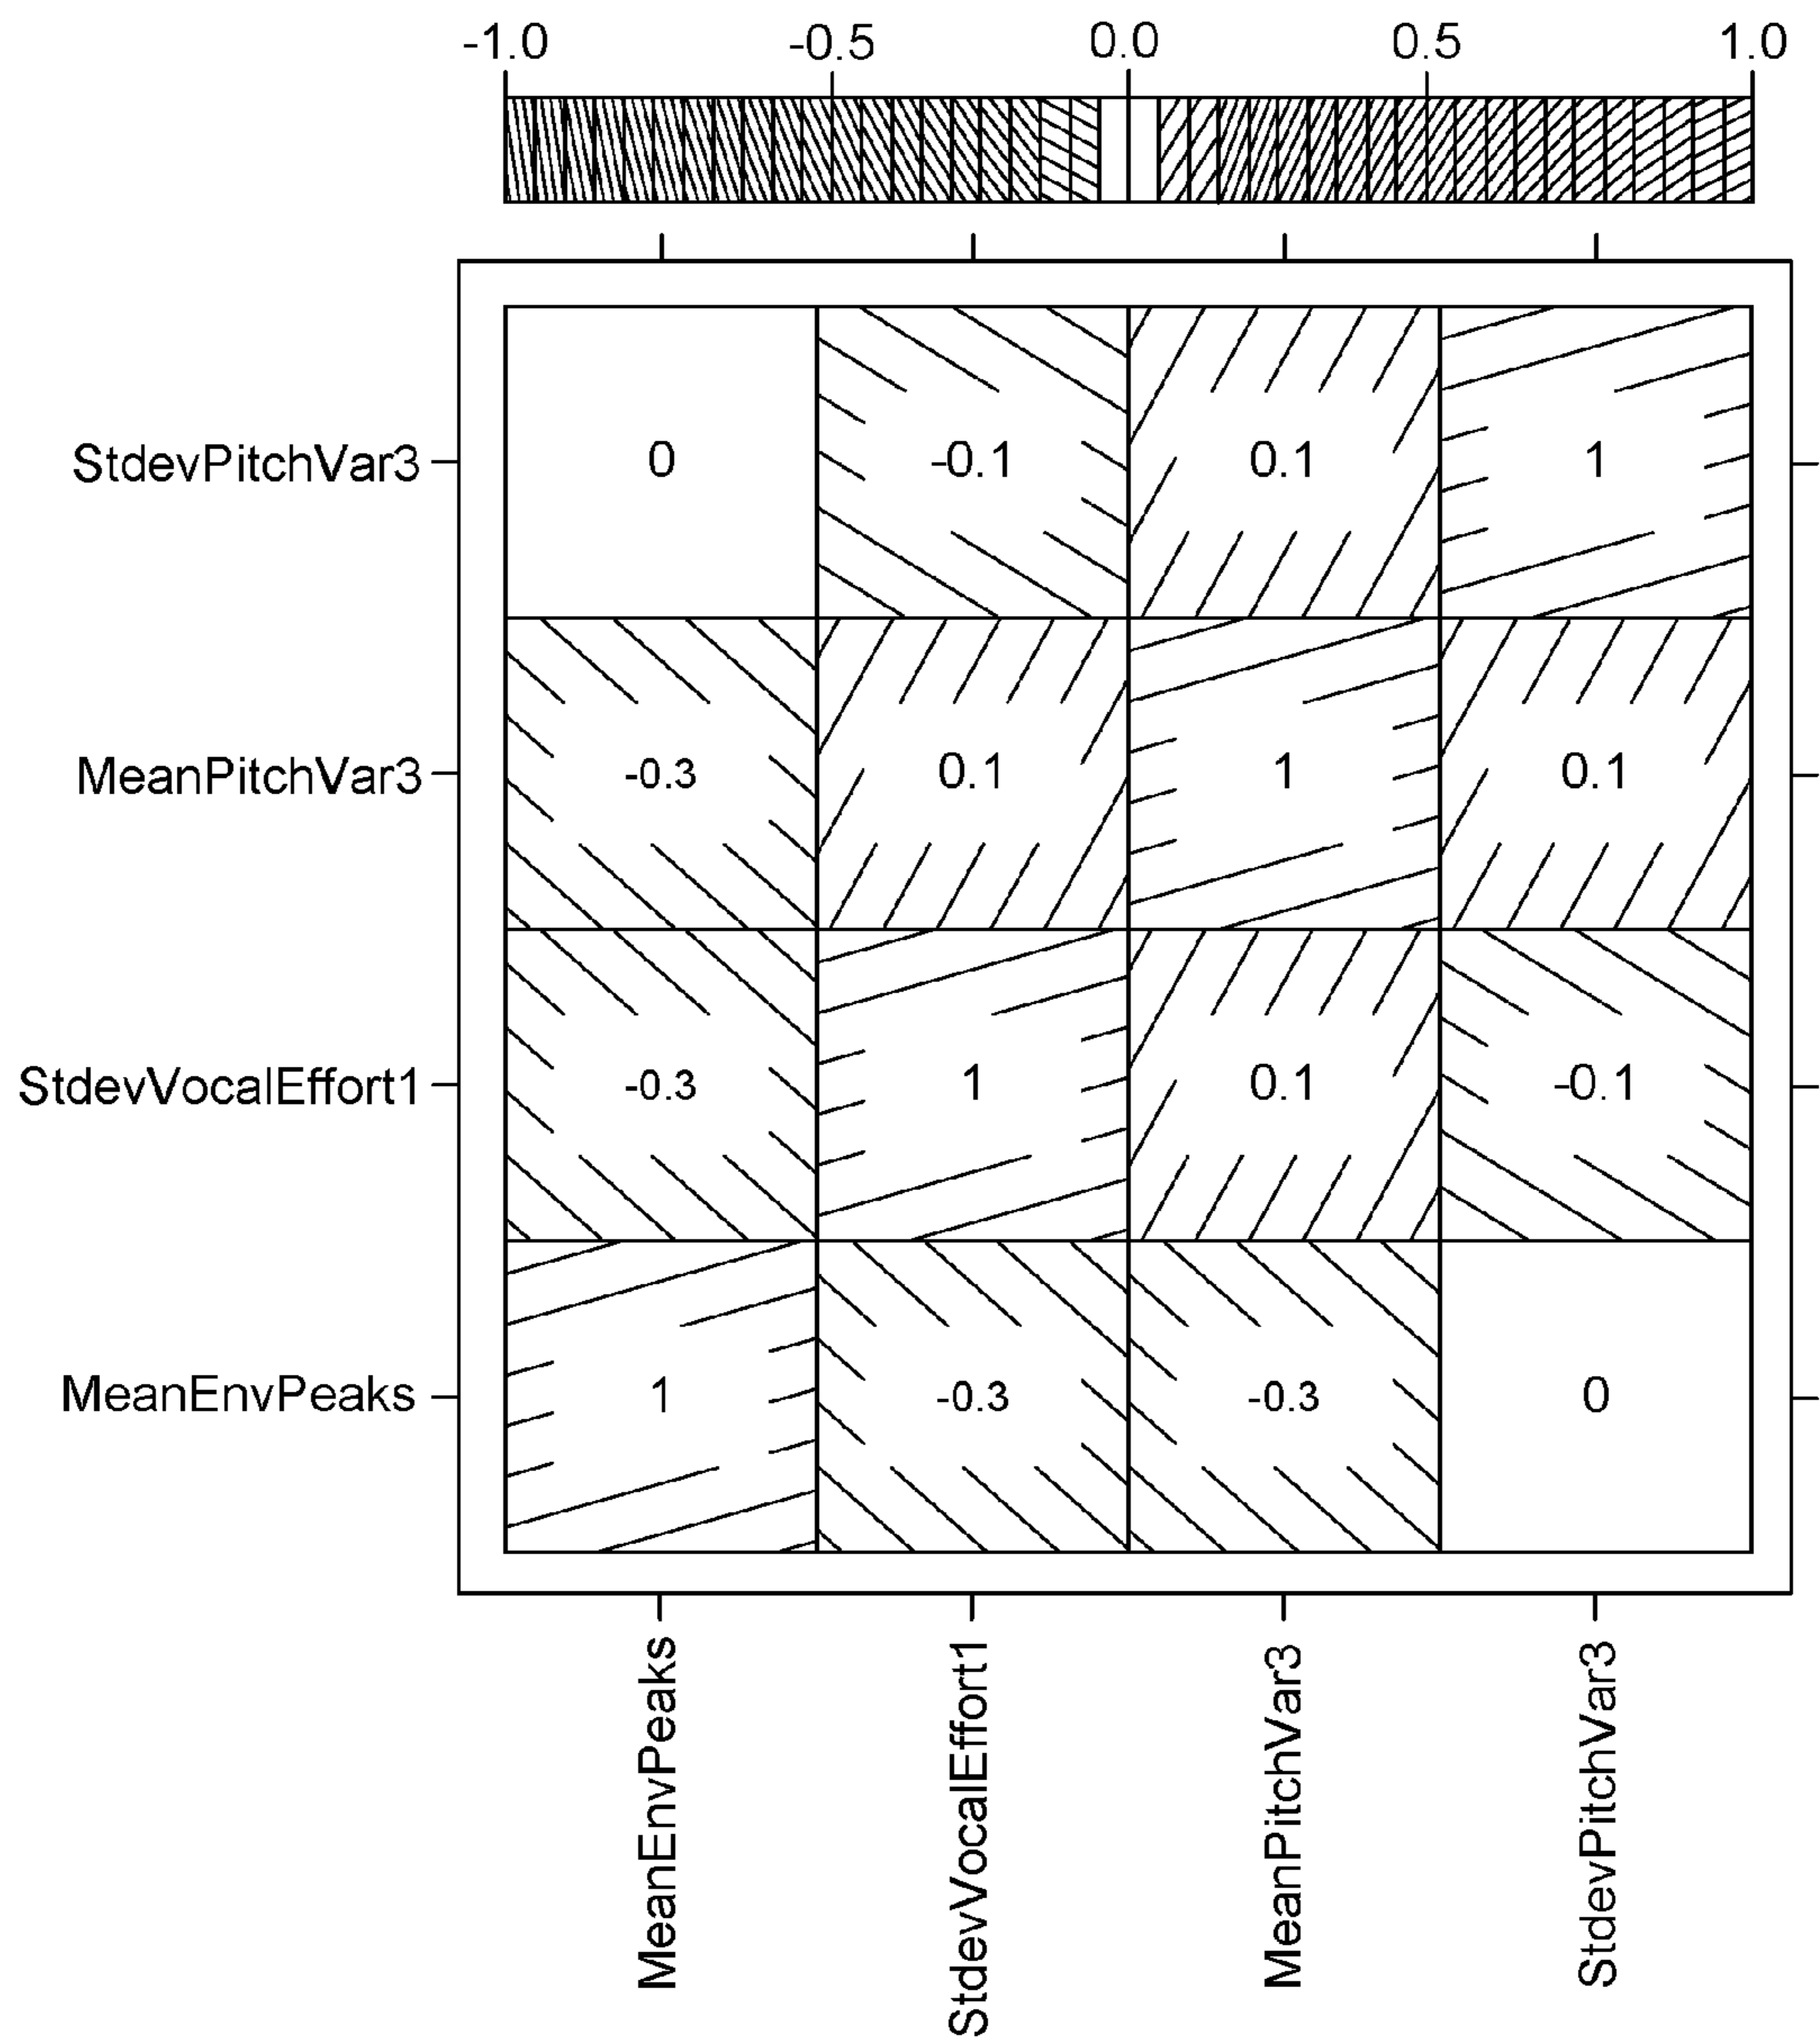 -1.0 -0.5 0.0 0.5 1.0
StdevPitchVar3 0 -0.1 0.1 1
MeanPitchVar3 -0.3 0.1 1 0.1
StdevVocalEffort1 -0.3 1 0.1 -0.1
MeanEnvPeaks 1 -0.3 -0.3 0
MeanEnvPeaks
StdevVocalEffort1
MeanPitchVar3
StdevPitchVar3